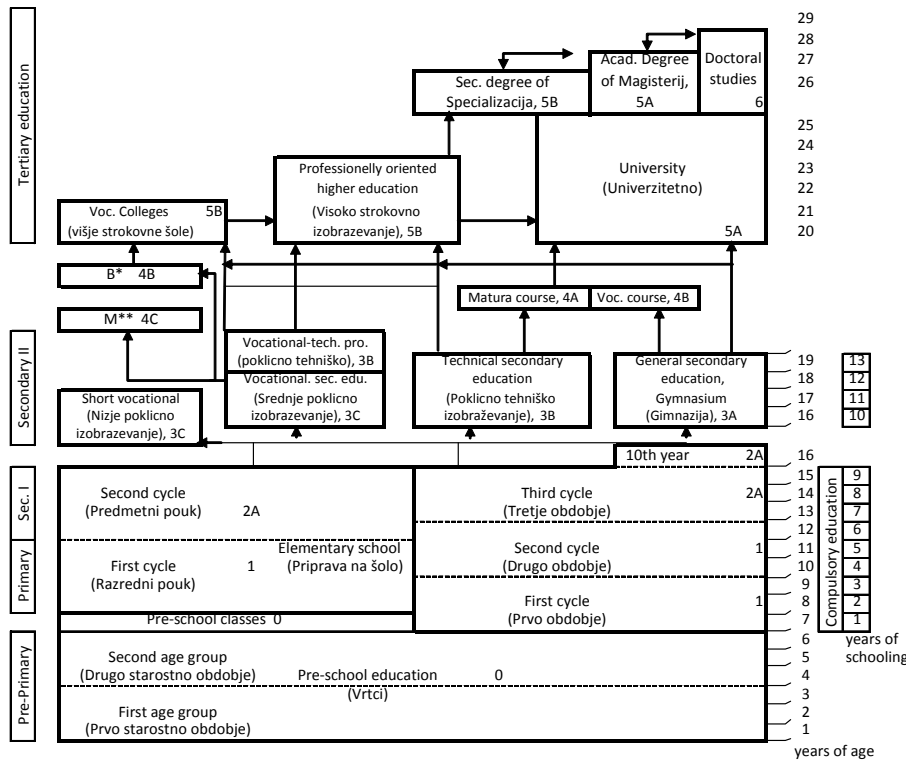 Tertiary education
Secondary II
Sec. I
Primary
Pre-Primary
29
28
27
26
25
24
23
22
21
20
Acad. Degree
of Magisterij,
5A
Doctoral
studies
6
Sec. degree of
Specializacija, 5B
University
(Univerzitetno)
5A
Professionelly oriented
higher education
(Visoko strokovno
izobrazevanje), 5B
Voc. Colleges 5B
(višje strokovne šole)
B* 4B
M** 4C
Matura course, 4A
Voc. course, 4B
Vocational-tech. pro.
(poklicno tehniško), 3B
Vocational. sec. edu.
(Srednje poklicno
izobrazevanje), 3C
Short vocational
(Nizje poklicno
izobrazevanje), 3C
Technical secondary
education
(Poklicno tehniško
izobraževanje), 3B
General secondary
education,
Gymnasium
(Gimnazija), 3A
19 13
18 12
17 11
16 10
10th year 2A
16
15 9
14 8
13 7
12 6
11 5
10 4
9 3
8 2
7 1
Compulsory education
Second cycle
(Predmetni pouk) 2A
First cycle 1
(Razredni pouk)
Elementary school
(Priprava na šolo)
Third cycle 2A
(Tretje obdobje)
Second cycle 1
(Drugo obdobje)
First cycle 1
(Prvo obdobje)
Pre-school classes 0
6
5
4
3
2
1
years of
schooling
Second age group
(Drugo starostno obdobje)
Pre-school education 0
(Vrtci)
First age group
(Prvo starostno obdobje)
years of age